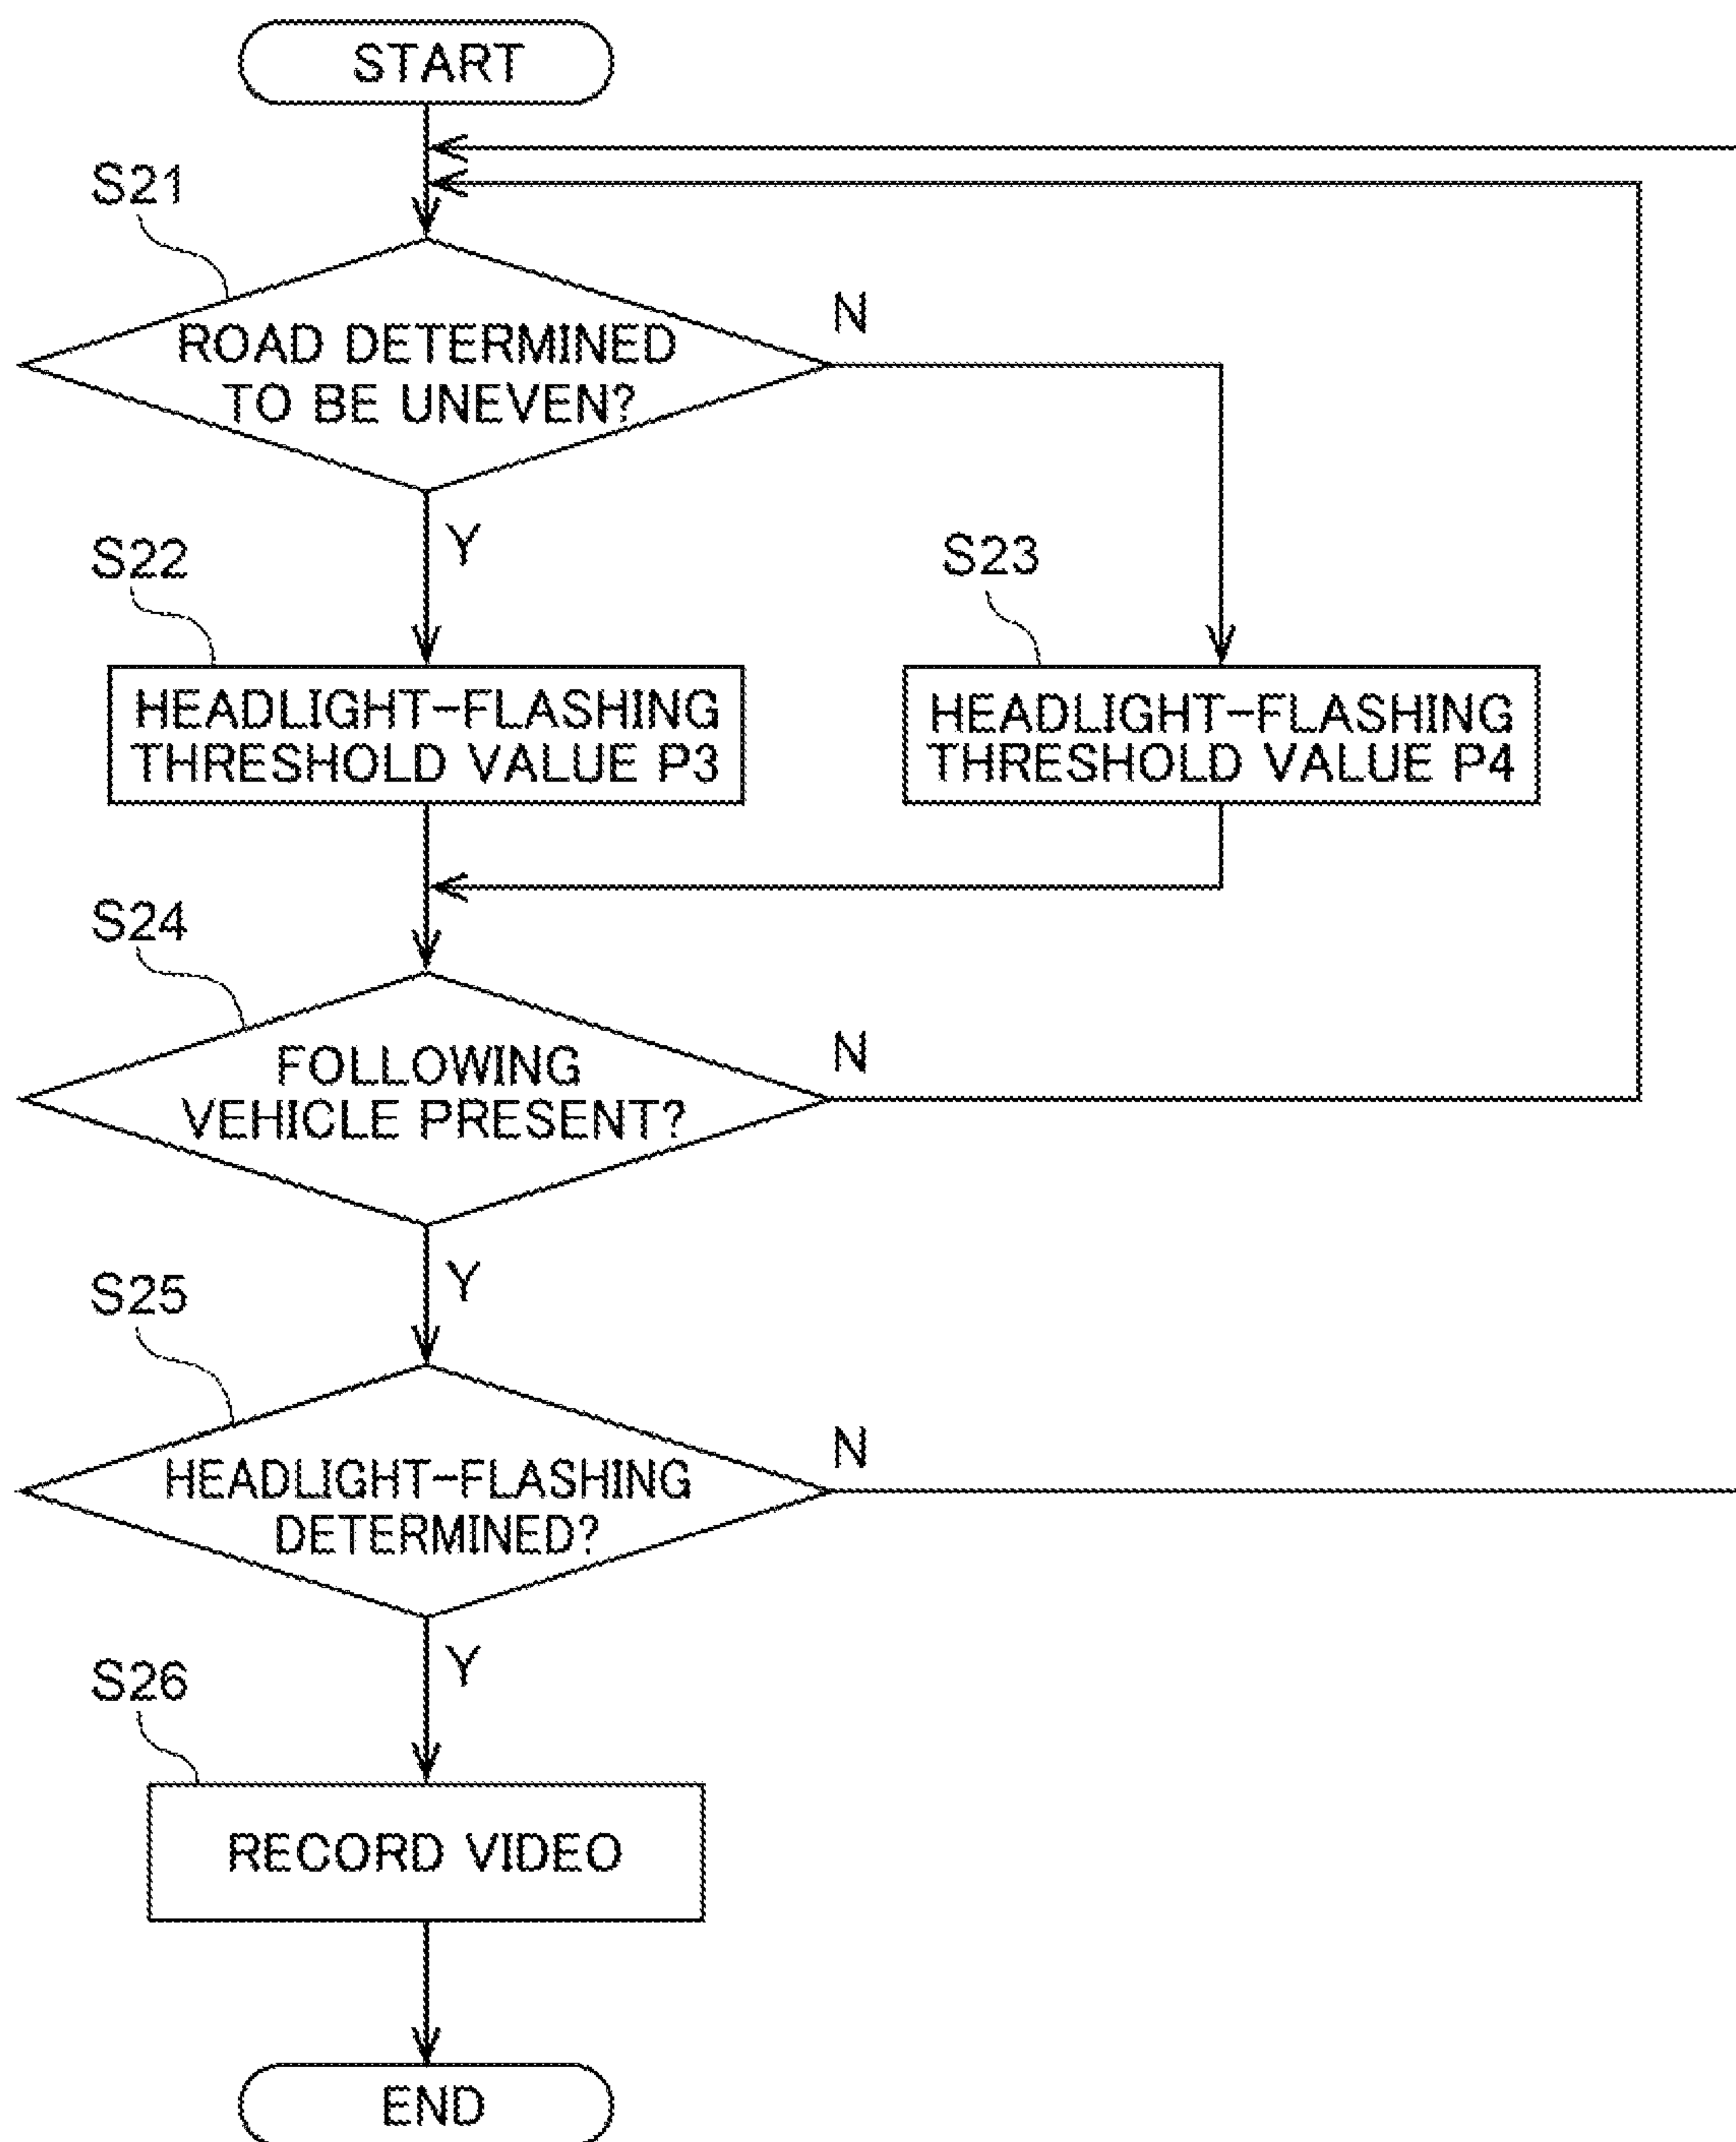 START
S21
ROAD DETERMINED
TO BE UNEVEN?
N
Y
S22
HEADLIGHT-FLASHING
THRESHOLD VALUE P3
S23
HEADLIGHT-FLASHING
THRESHOLD VALUE P4
S24
FOLLOWING
VEHICLE PRESENT?
N
Y
S25
HEADLIGHT-FLASHING
DETERMINED?
N
Y
S26
RECORD VIDEO
END